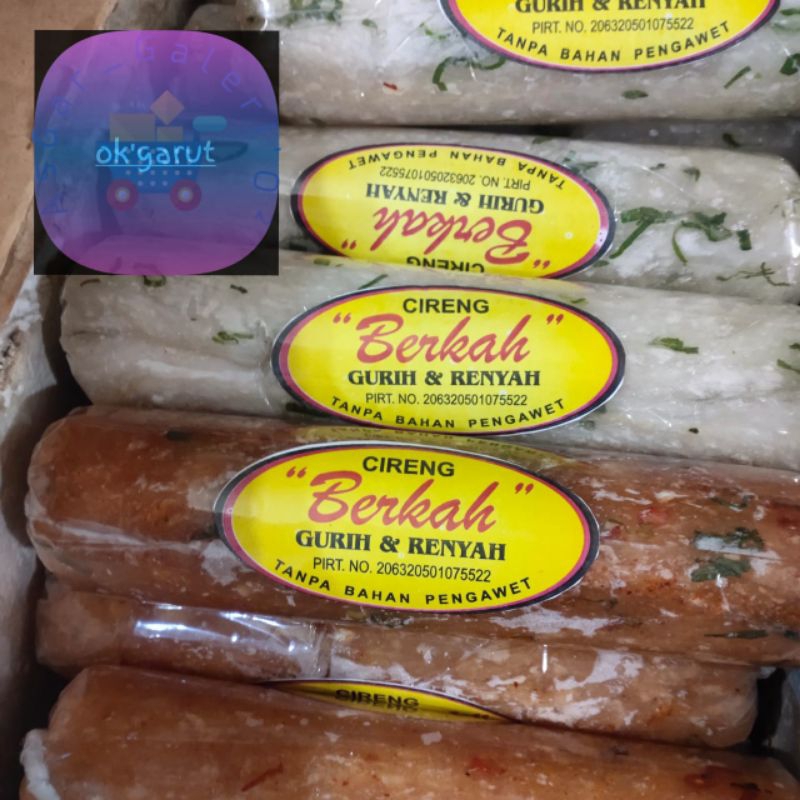 GURIH & RENYAH
PIRT. NO. 206320501075522
TANPA BAHAN PENGAWET
ok'garut
CIRENG
"Berkah"
GURIH & RENYAH
PIRT. NO. 206320501075522
TANPA BAHAN PENGAWET
CIRENG
"Berkah"
GURIH & RENYAH
PIRT. NO. 206320501075522
TANPA BAHAN PENGAWET
CIRENG
"Berkah"
GURIH & RENYAH
PIRT. NO. 206320501075522
TANPA BAHAN PENGAWET
CIRENG